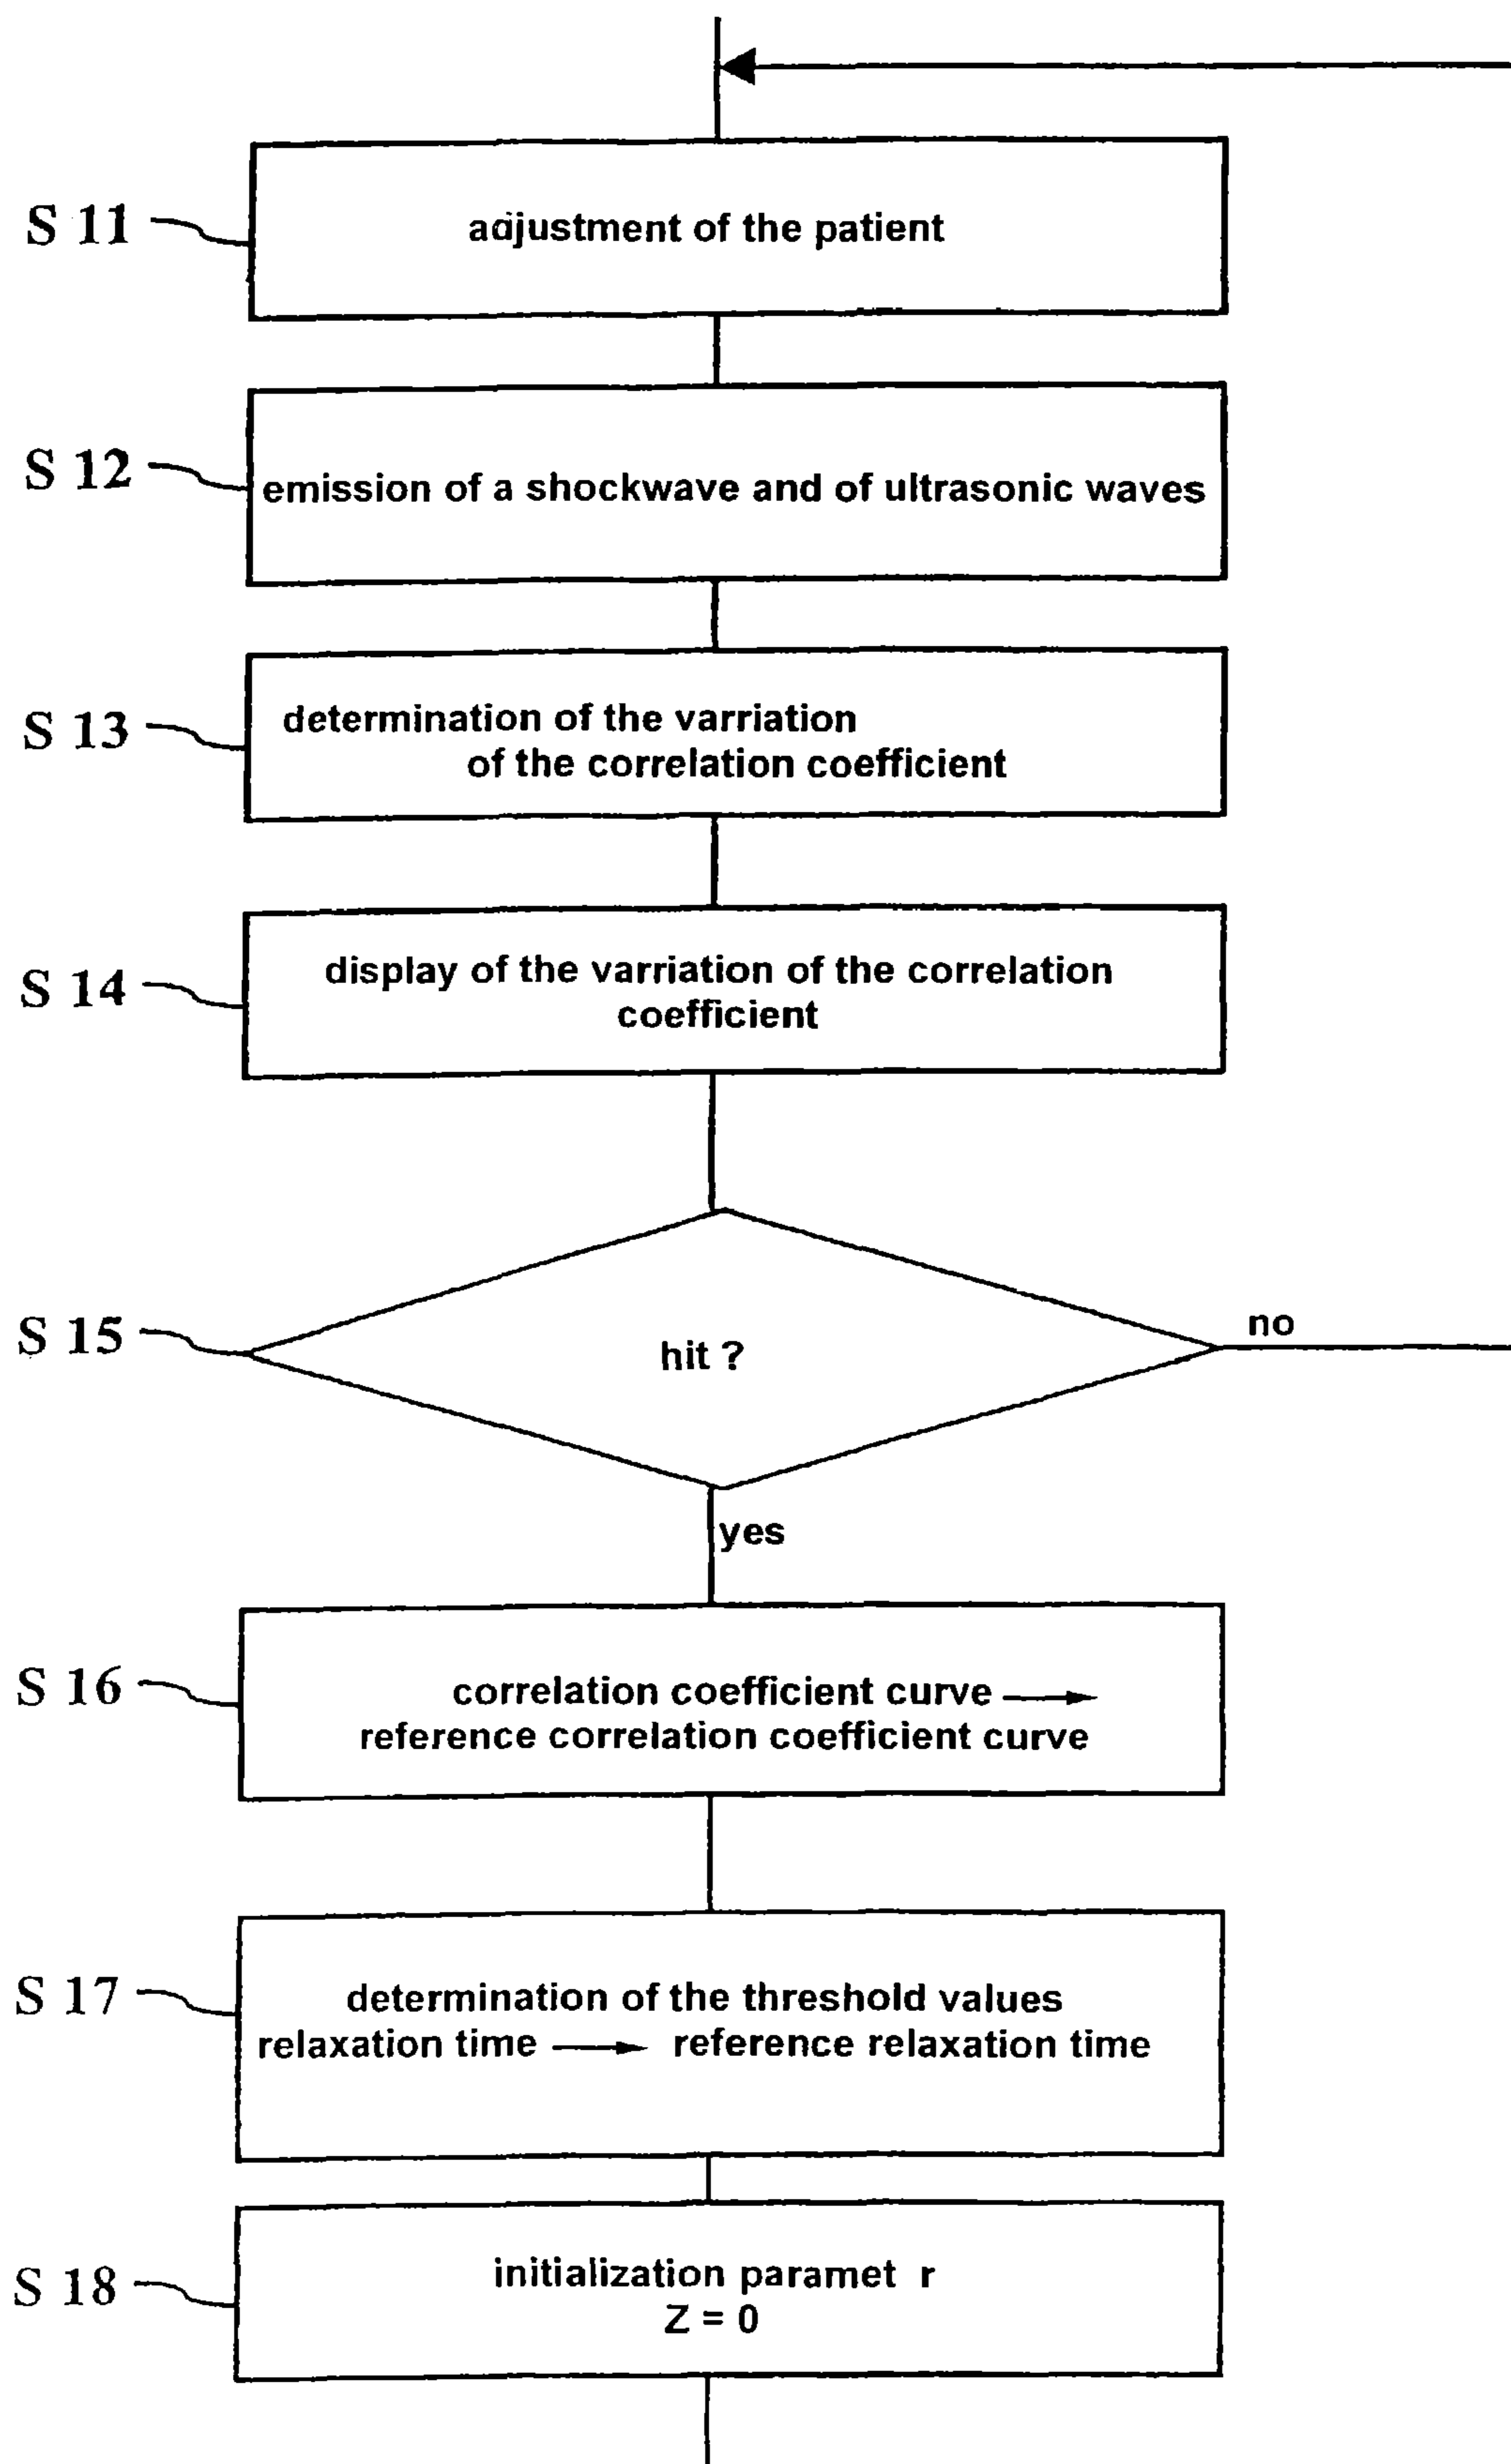 S 11
adjustment of the patient
S 12
emission of a shockwave and of ultrasonic waves
S 13
determination of the varriation
of the correlation coefficient
S 14
display of the varriation of the correlation
coefficient
S 15
hit ?
no
yes
S 16
correlation coefficient curve →
reference correlation coefficient curve
S 17
determination of the threshold values
relaxation time → reference relaxation time
S 18
initialization paramet r
Z = 0